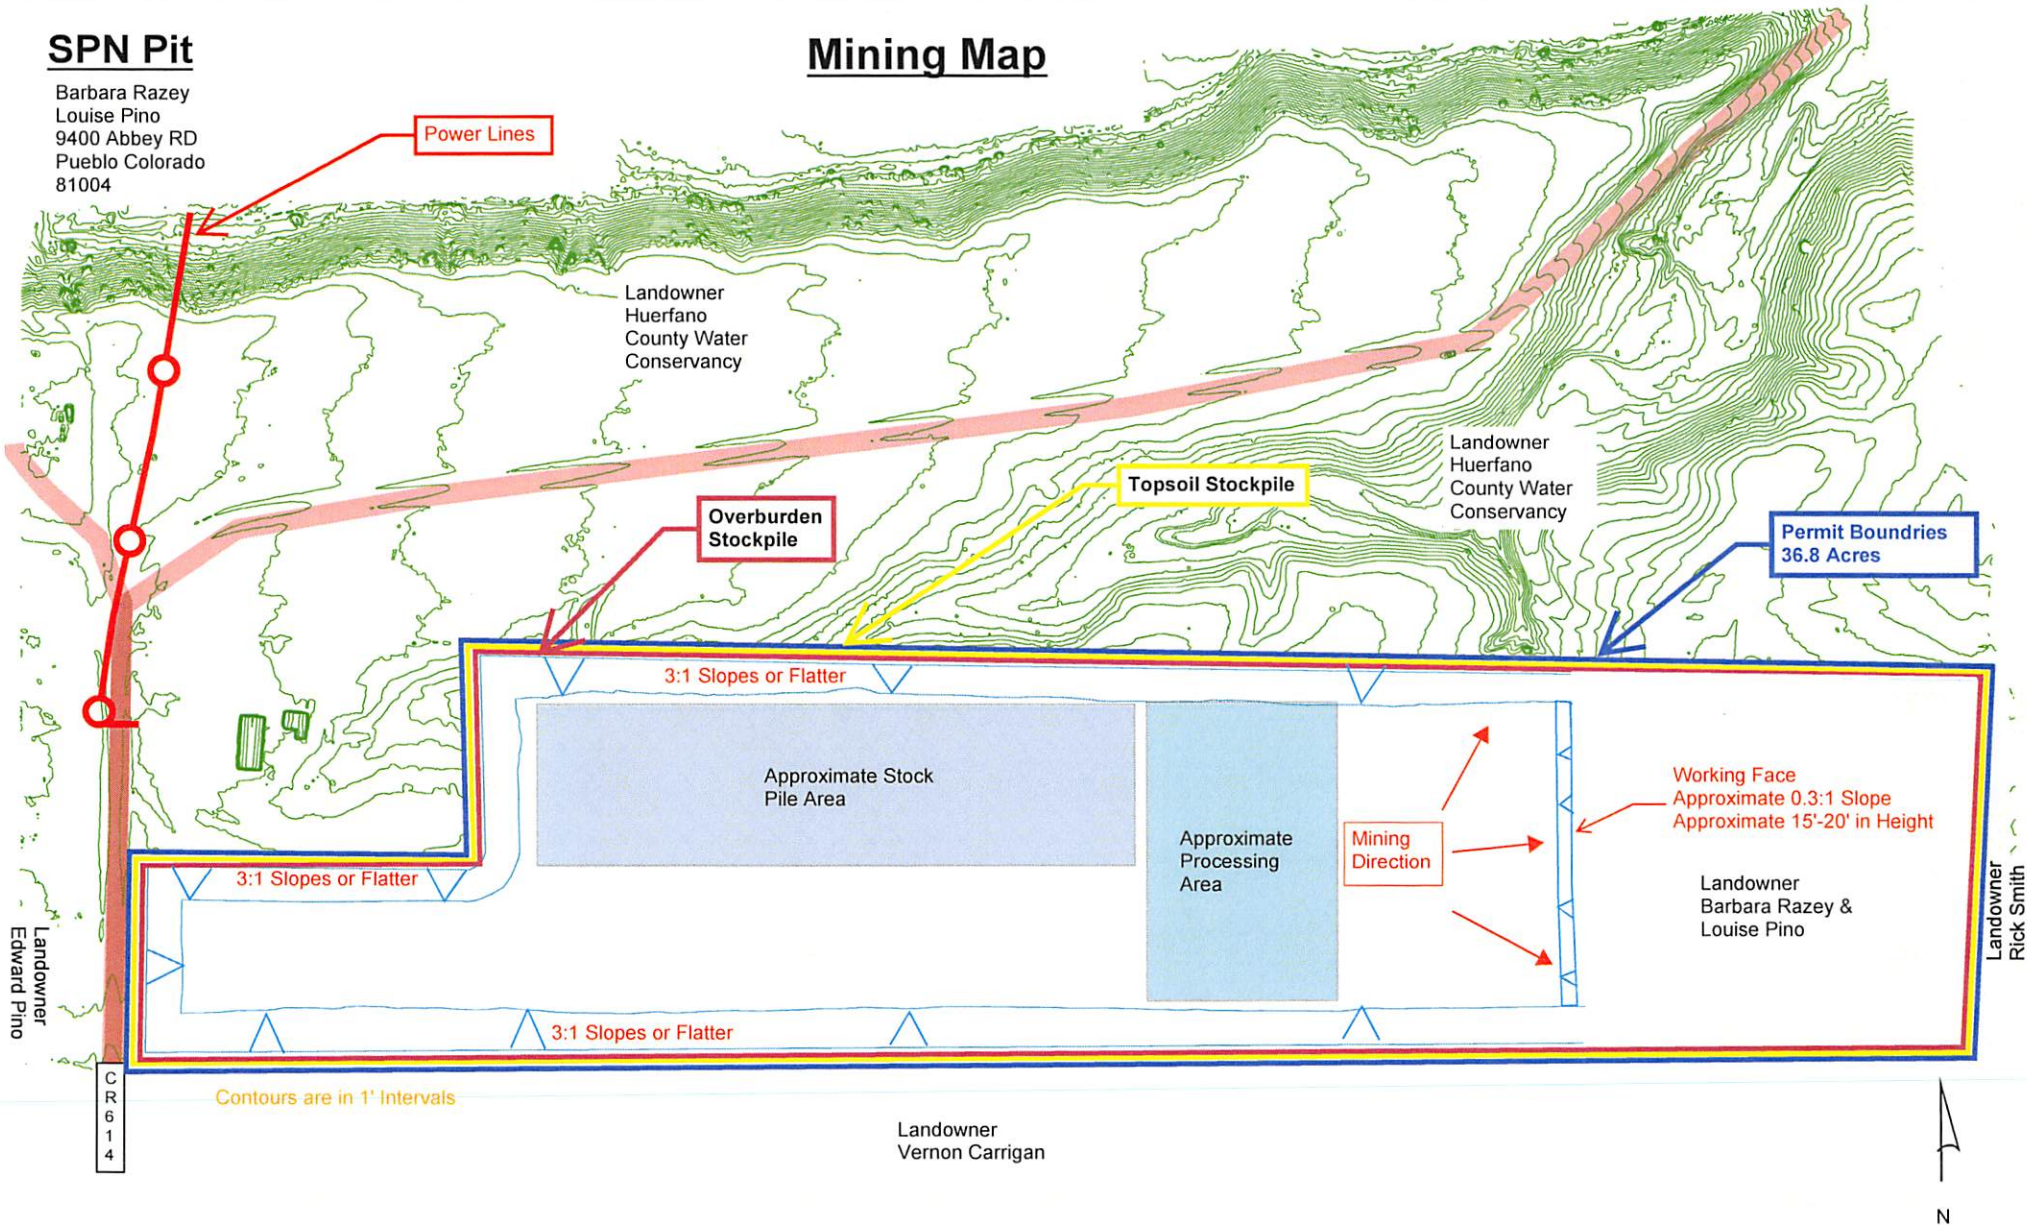 SPN Pit
Mining Map
Barbara Razey
Louise Pino
9400 Abbey RD
Pueblo Colorado
81004
Power Lines
Landowner
Huerfano
County Water
Conservancy
Landowner
Huerfano
County Water
Conservancy
Topsoil Stockpile
Overburden
Stockpile
Permit Boundries
36.8 Acres
3:1 Slopes or Flatter
Approximate Stock
Pile Area
Approximate
Processing
Area
Mining
Direction
Working Face
Approximate 0.3:1 Slope
Approximate 15'-20' in Height
Landowner
Barbara Razey &
Louise Pino
3:1 Slopes or Flatter
3:1 Slopes or Flatter
Landowner
Edward Pino
Landowner
Rick Smith
CR614
Contours are in 1' Intervals
Landowner
Vernon Carrigan
N